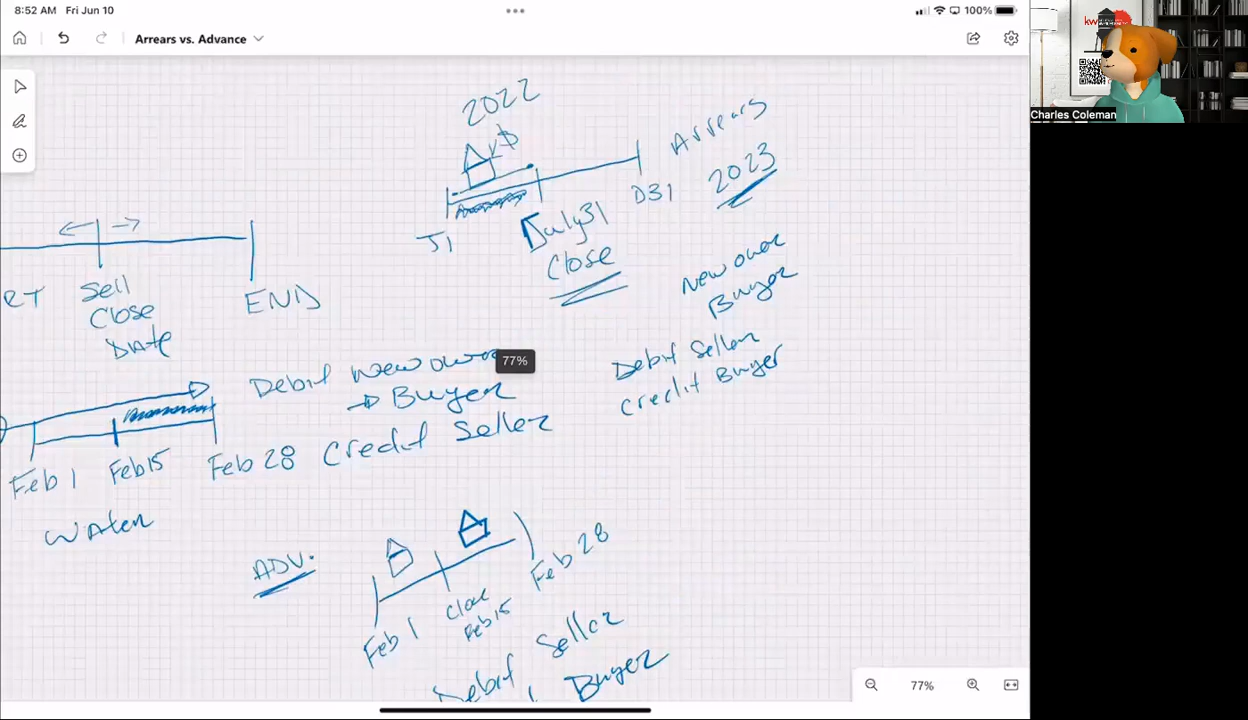 8:52 AM Fri Jun 10
100%
Arrears vs. Advance
kw
Charles Coleman
2022
Arrears
2023
J1
July 31
Close
D31
RT
Sell
Close
Date
END
New owner
Buyer
Debit Seller
Credit Buyer
Debit New owner
77%
Buyer
Credit Seller
Feb 1
Feb 15
Feb 28
Water
ADV.
Feb 1
Close
Feb 15
Feb 28
Debit Seller
Buyer
77%